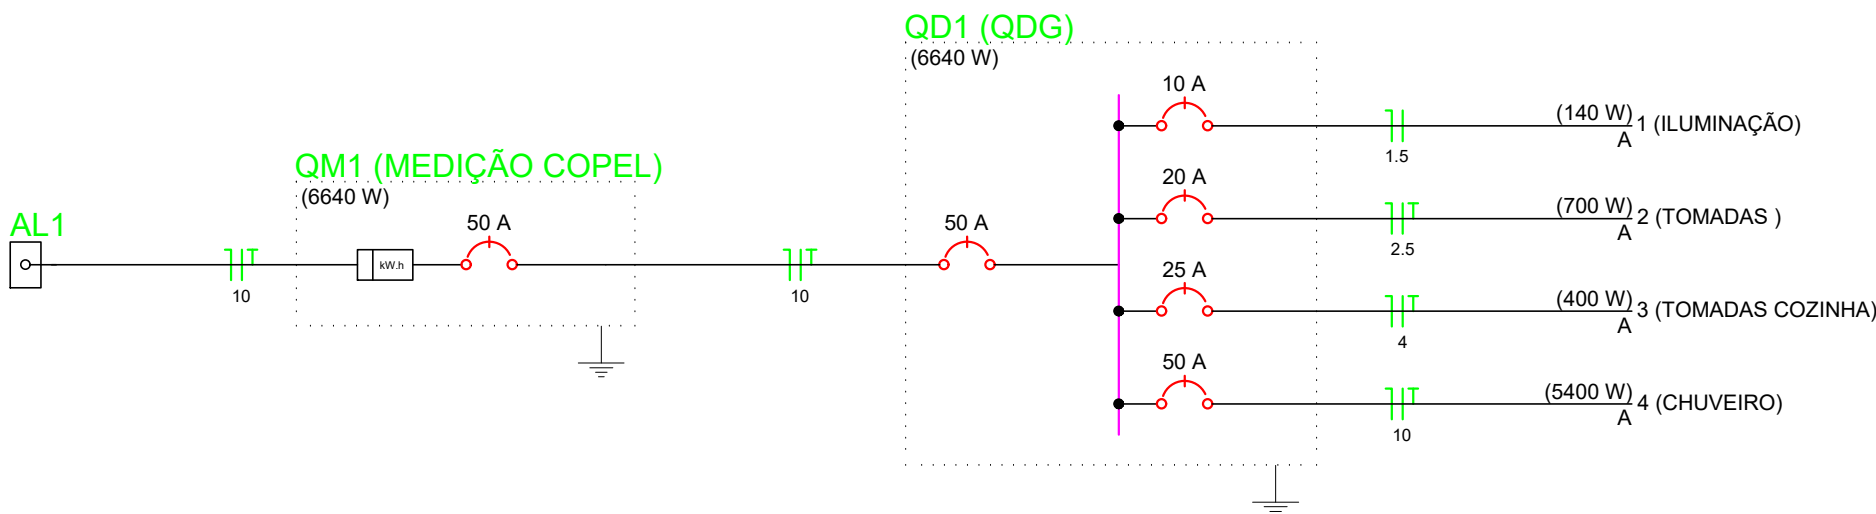 QD1 (QDG)
(6640 W)
10 A
(140 W)
1 (ILUMINAÇÃO)
A
1.5
QM1 (MEDIÇÃO COPEL)
(6640 W)
20 A
(700 W)
2 (TOMADAS )
A
2.5
AL1
50 A
50 A
kW.h
10
10
25 A
(400 W)
3 (TOMADAS COZINHA)
A
4
50 A
(5400 W)
4 (CHUVEIRO)
A
10